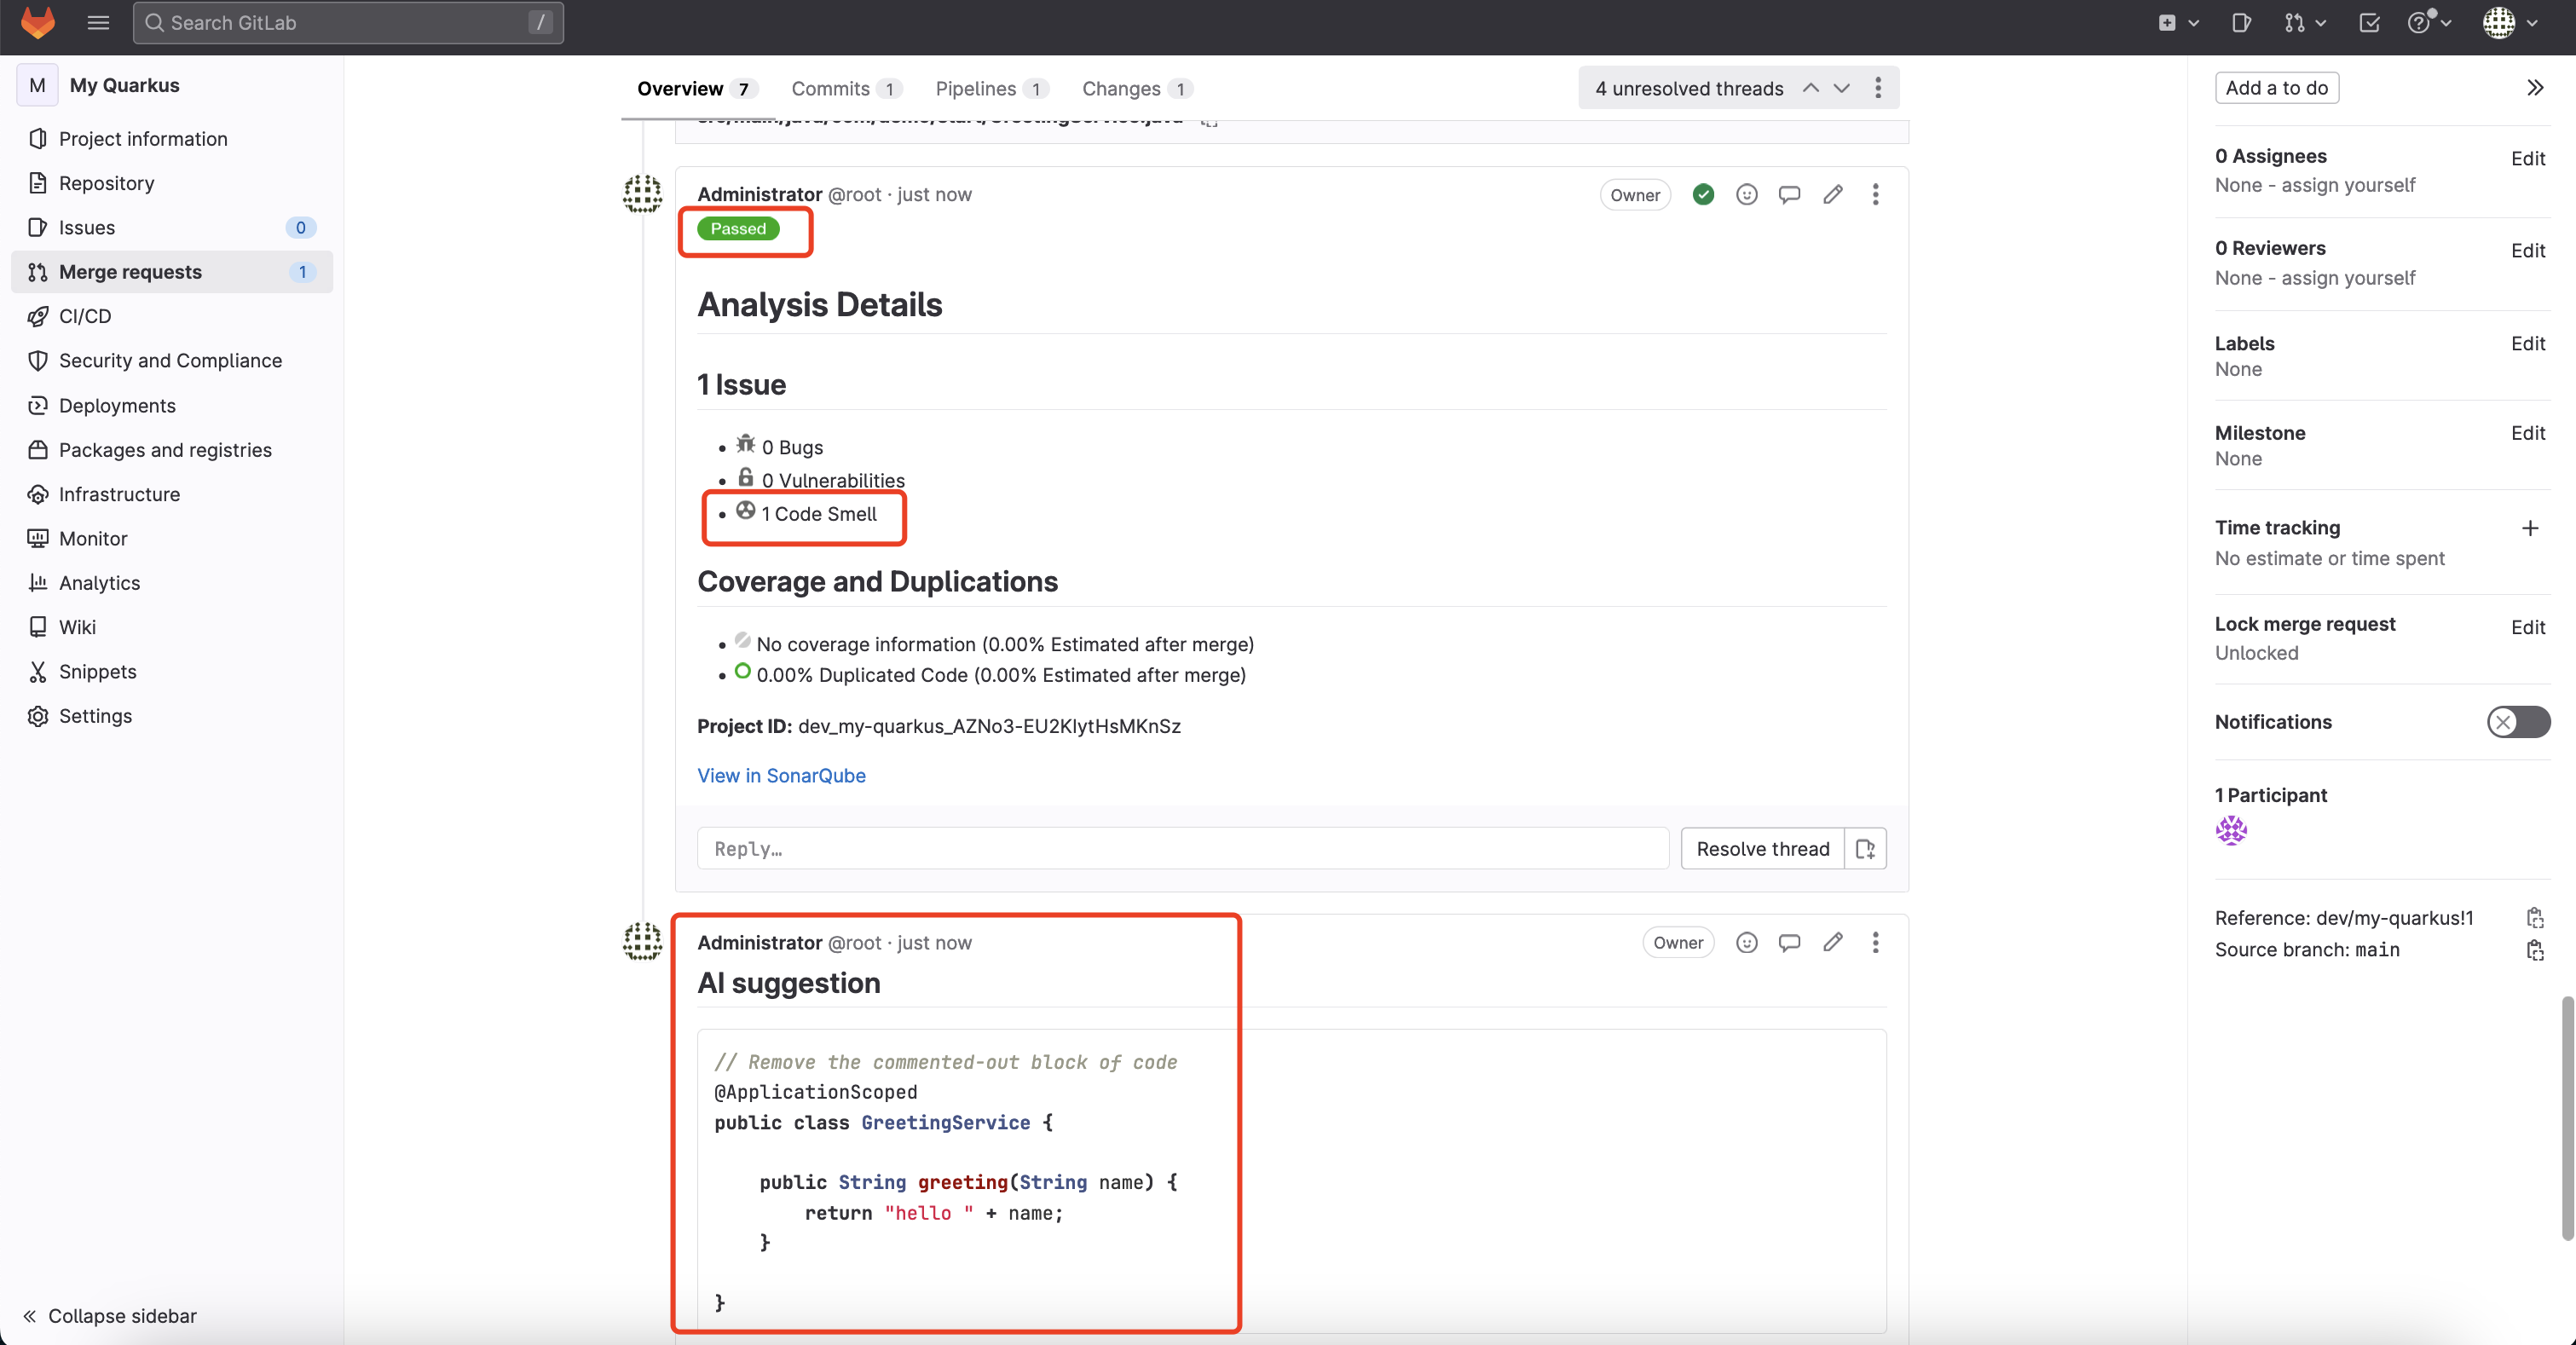 Search GitLab
/
M My Quarkus
Project information
Repository
Issues 0
Merge requests 1
CI/CD
Security and Compliance
Deployments
Packages and registries
Infrastructure
Monitor
Analytics
Wiki
Snippets
Settings
Collapse sidebar
Overview 7 Commits 1 Pipelines 1 Changes 1
4 unresolved threads
src/main/java/com/demo/start/GreetingService.java
Administrator @root · just now
Owner
Passed
Analysis Details
1 Issue
• 0 Bugs
• 0 Vulnerabilities
• 1 Code Smell
Coverage and Duplications
• No coverage information (0.00% Estimated after merge)
• 0.00% Duplicated Code (0.00% Estimated after merge)
Project ID: dev_my-quarkus_AZNo3-EU2KlytHsMKnSz
View in SonarQube
Reply…
Resolve thread
Administrator @root · just now
Owner
AI suggestion
// Remove the commented-out block of code
@ApplicationScoped
public class GreetingService {
public String greeting(String name) {
return "hello " + name;
}
}
Add a to do
0 Assignees Edit
None - assign yourself
0 Reviewers Edit
None - assign yourself
Labels Edit
None
Milestone Edit
None
Time tracking
No estimate or time spent
Lock merge request Edit
Unlocked
Notifications
1 Participant
Reference: dev/my-quarkus!1
Source branch: main